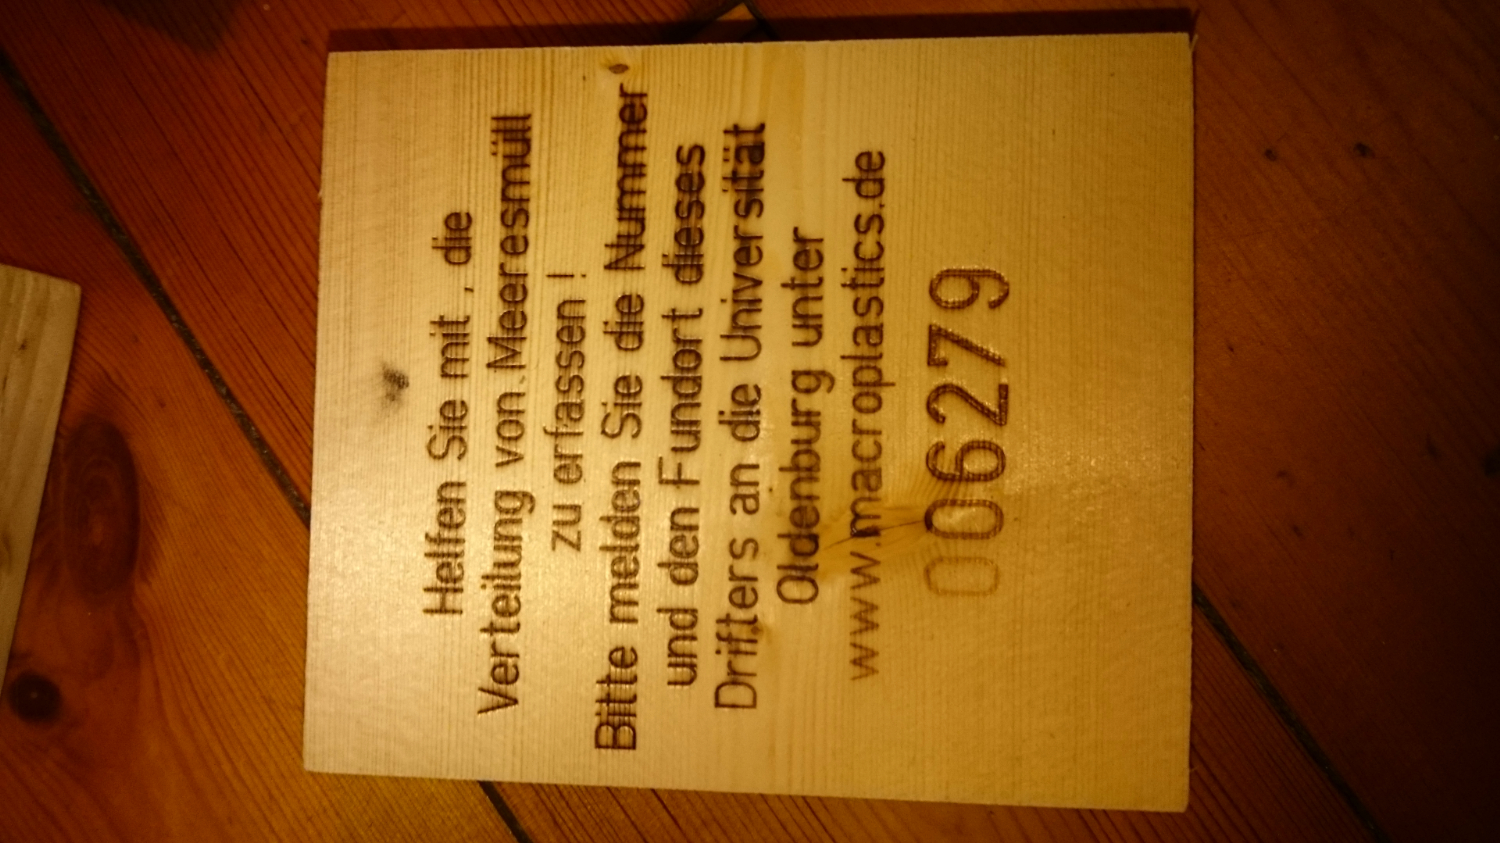 Helfen Sie mit, die
Verteilung von Meeresmüll
zu erfassen!
Bitte melden Sie die Nummer
und den Fundort dieses
Drifters an die Universität
Oldenburg unter
www.macroplastics.de
006279